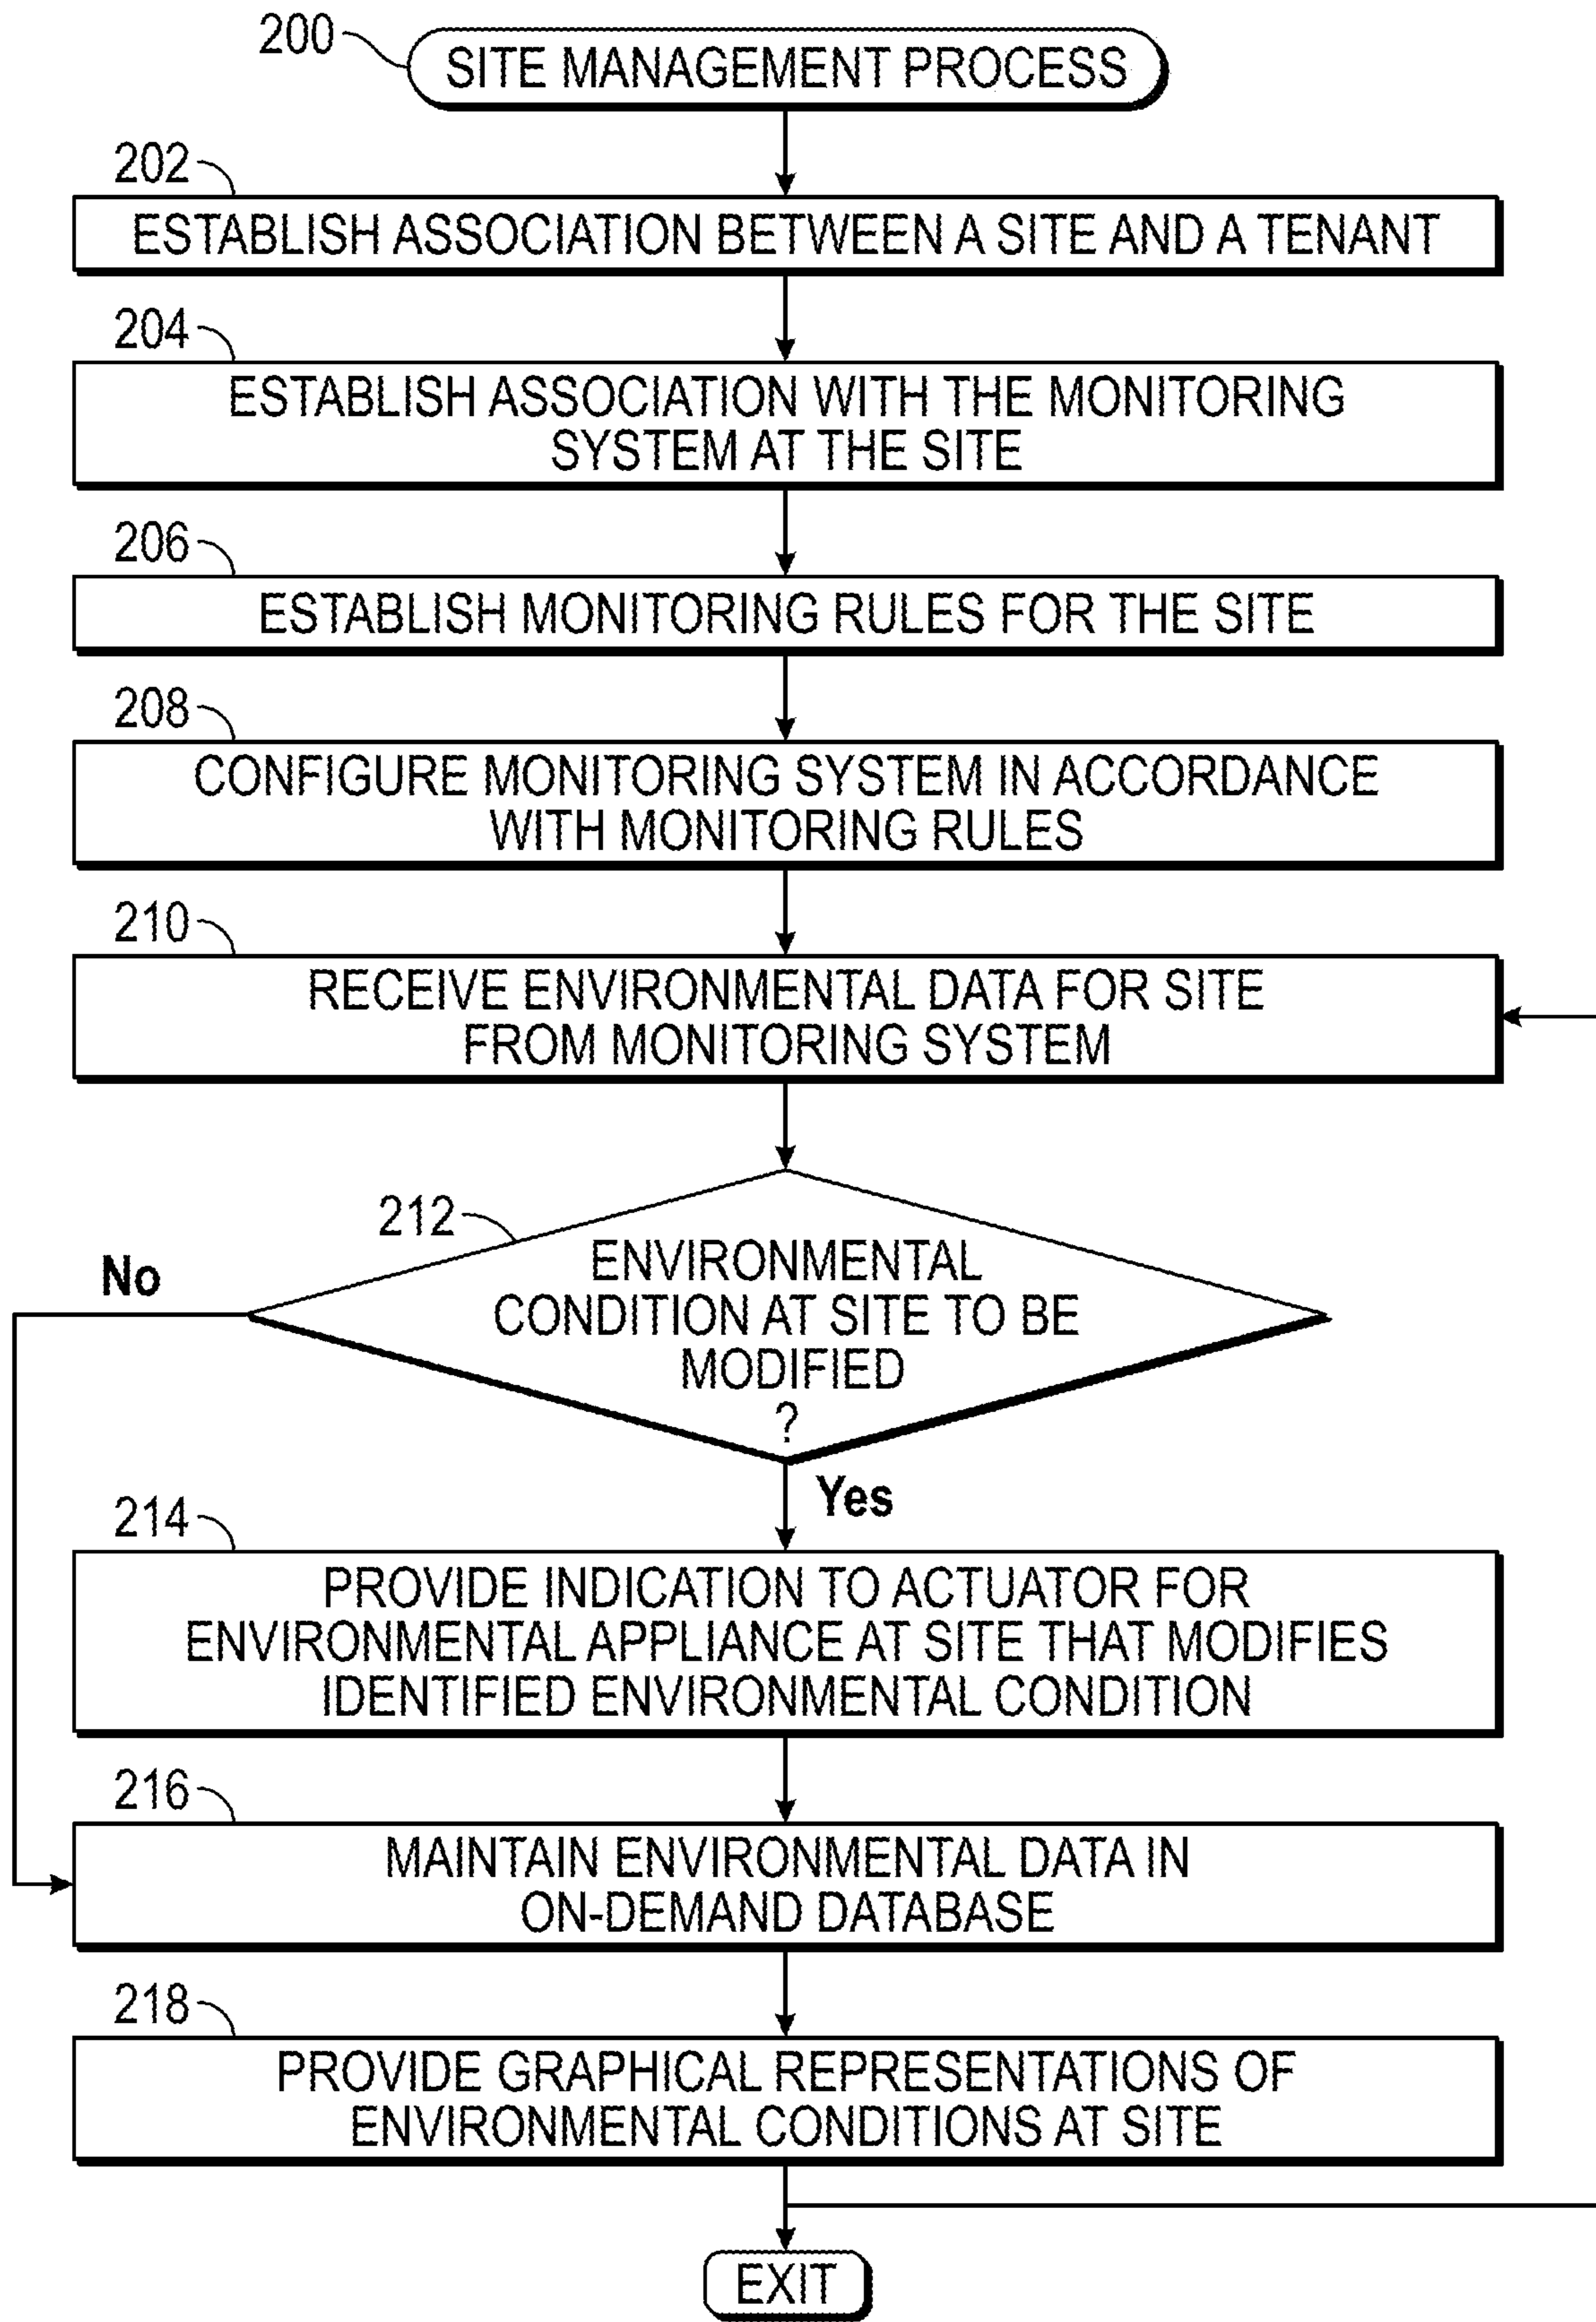 200
SITE MANAGEMENT PROCESS
202
ESTABLISH ASSOCIATION BETWEEN A SITE AND A TENANT
204
ESTABLISH ASSOCIATION WITH THE MONITORING
SYSTEM AT THE SITE
206
ESTABLISH MONITORING RULES FOR THE SITE
208
CONFIGURE MONITORING SYSTEM IN ACCORDANCE
WITH MONITORING RULES
210
RECEIVE ENVIRONMENTAL DATA FOR SITE
FROM MONITORING SYSTEM
212
ENVIRONMENTAL
CONDITION AT SITE TO BE
MODIFIED
?
No
Yes
214
PROVIDE INDICATION TO ACTUATOR FOR
ENVIRONMENTAL APPLIANCE AT SITE THAT MODIFIES
IDENTIFIED ENVIRONMENTAL CONDITION
216
MAINTAIN ENVIRONMENTAL DATA IN
ON-DEMAND DATABASE
218
PROVIDE GRAPHICAL REPRESENTATIONS OF
ENVIRONMENTAL CONDITIONS AT SITE
EXIT